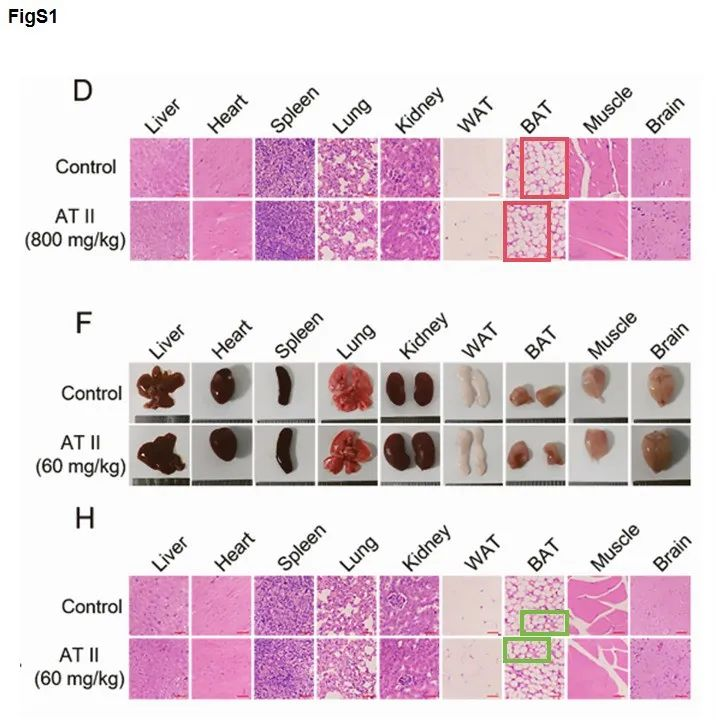 FigS1
D
Liver Heart Spleen Lung Kidney WAT BAT Muscle Brain
Control
AT II
(800 mg/kg)
F
Liver Heart Spleen Lung Kidney WAT BAT Muscle Brain
Control
AT II
(60 mg/kg)
H
Liver Heart Spleen Lung Kidney WAT BAT Muscle Brain
Control
AT II
(60 mg/kg)